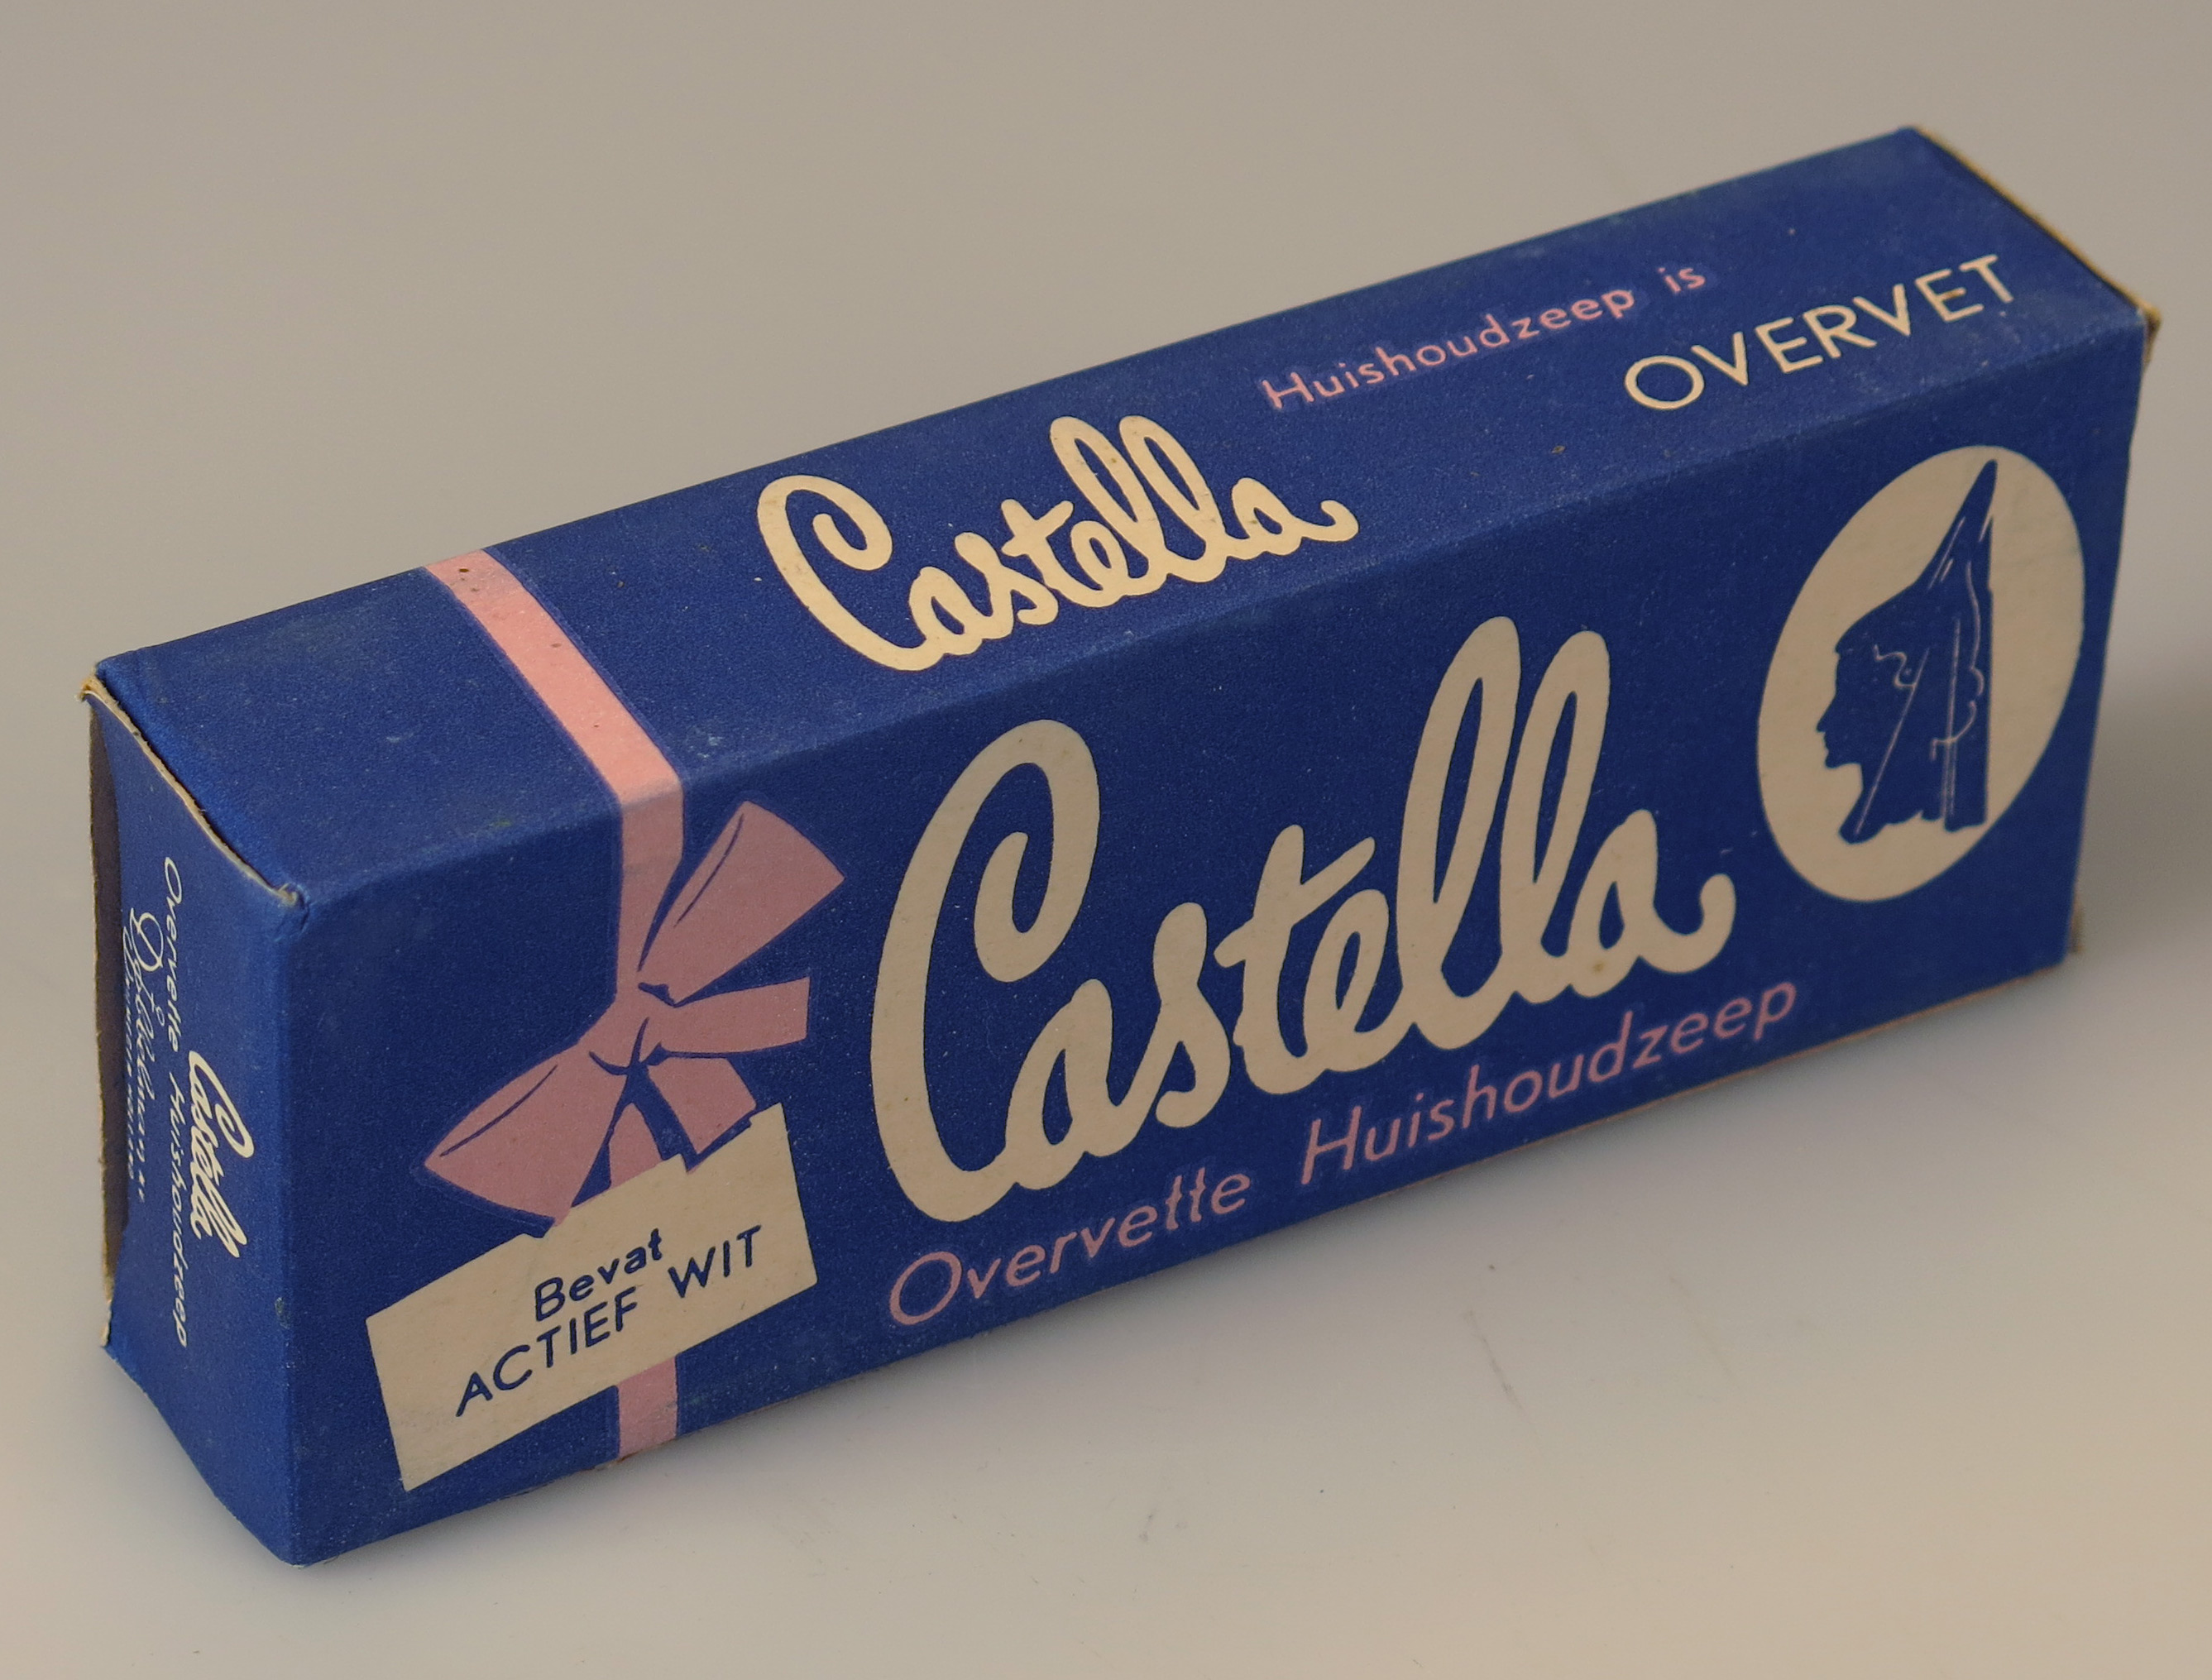 Castella
Huishoudzeep is
OVERVET
Castella
Overvette Huishoudzeep
Bevat
ACTIEF WIT
Castella
Overvette Huishoudzeep